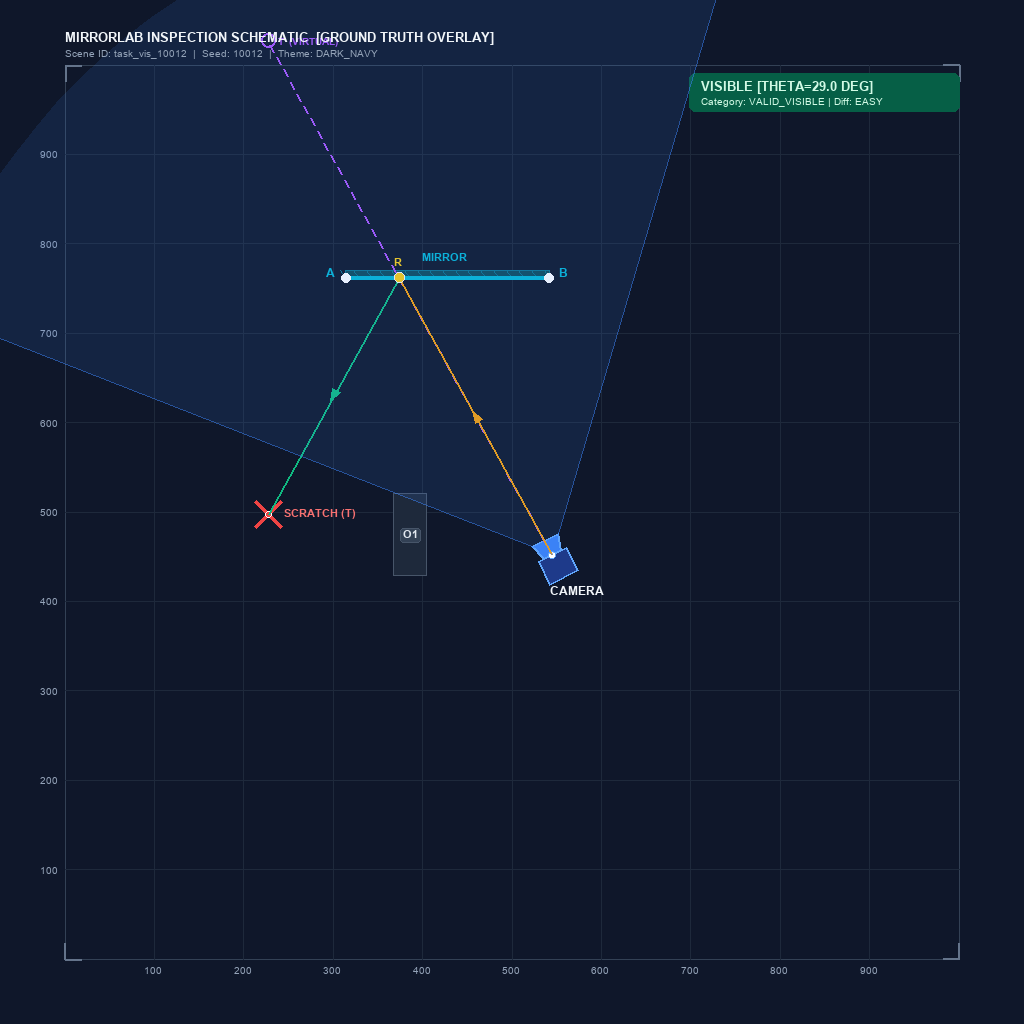 MIRRORLAB INSPECTION SCHEMATIC [GROUND TRUTH OVERLAY]
(VIRTUAL)
Scene ID: task_vis_10012 | Seed: 10012 | Theme: DARK_NAVY
VISIBLE [THETA=29.0 DEG]
Category: VALID_VISIBLE | Diff: EASY
900
800
700
600
500
400
300
200
100
MIRROR
R
A
B
SCRATCH (T)
O1
CAMERA
100
200
300
400
500
600
700
800
900